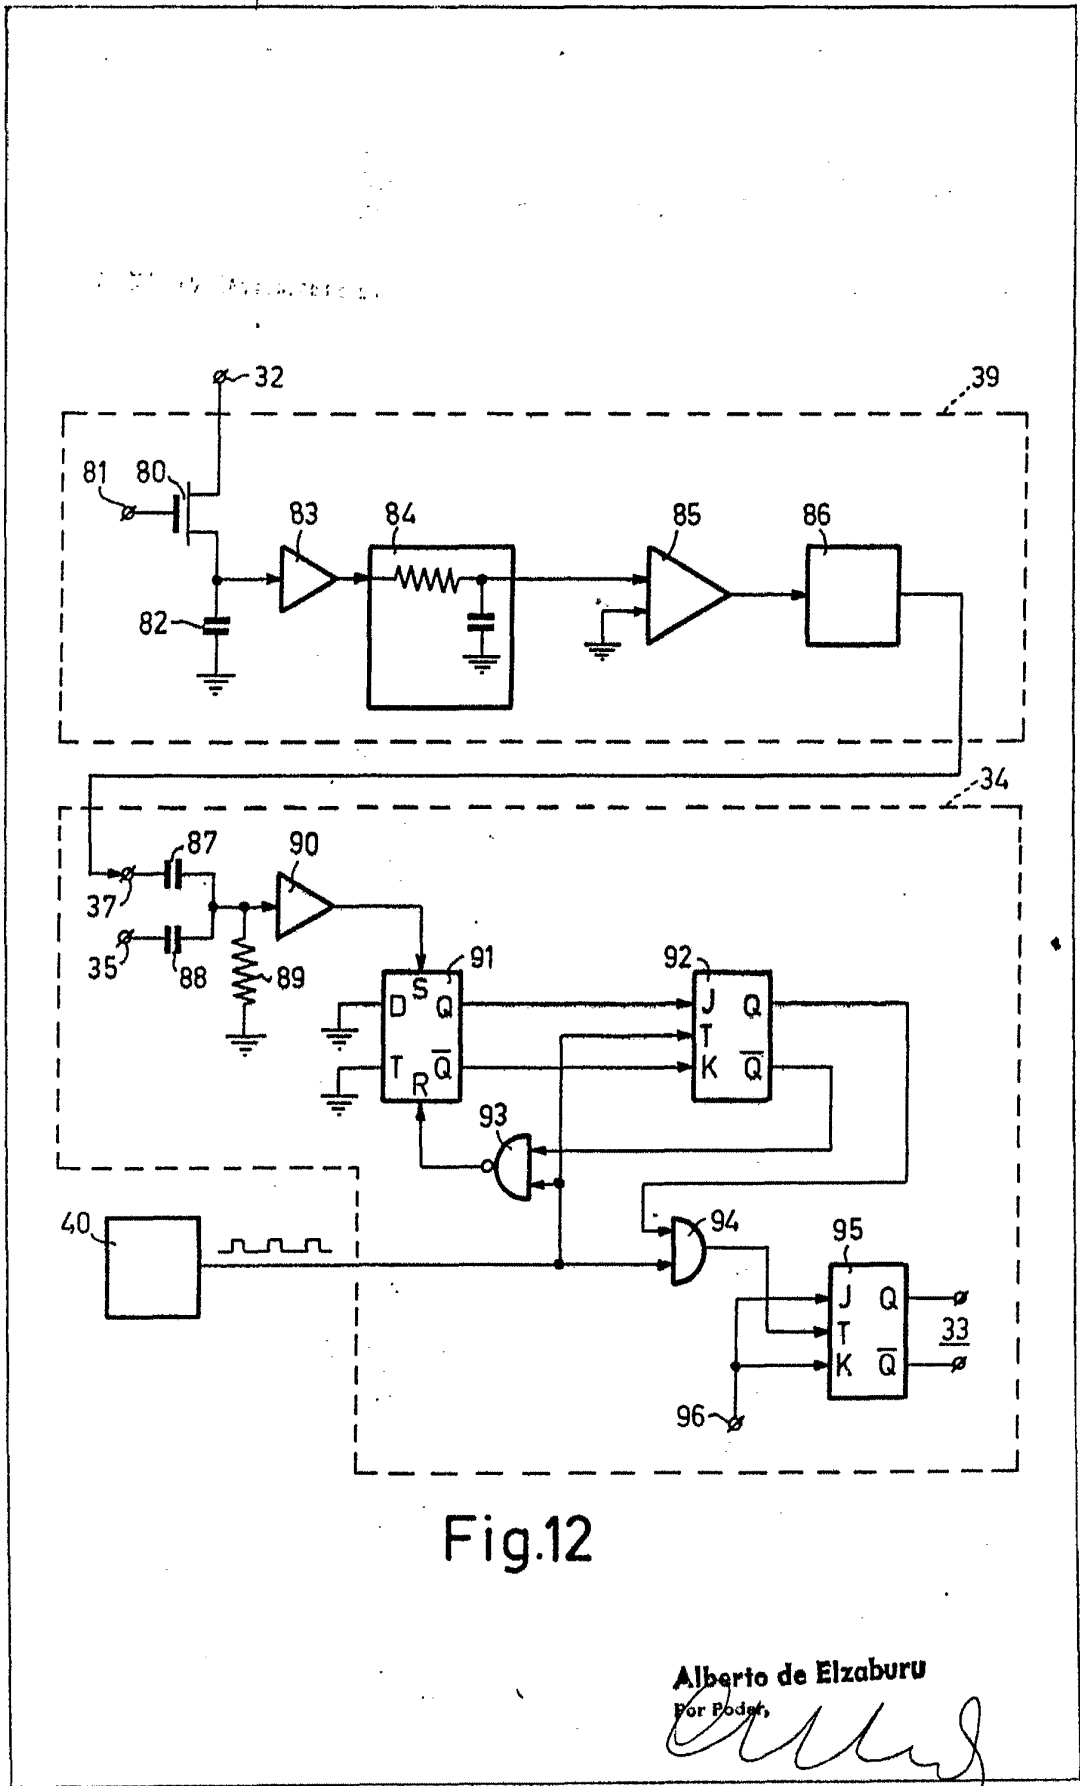 32
39
81
80
83
84
85
86
82
34
87
90
37
35
88
89
91
92
S
D
Q
J
Q
T
T
Q̅
K
Q̅
R
93
40
94
95
J
Q
T
33
K
Q̅
96
Fig.12
Alberto de Elzaburu
Por Poder,